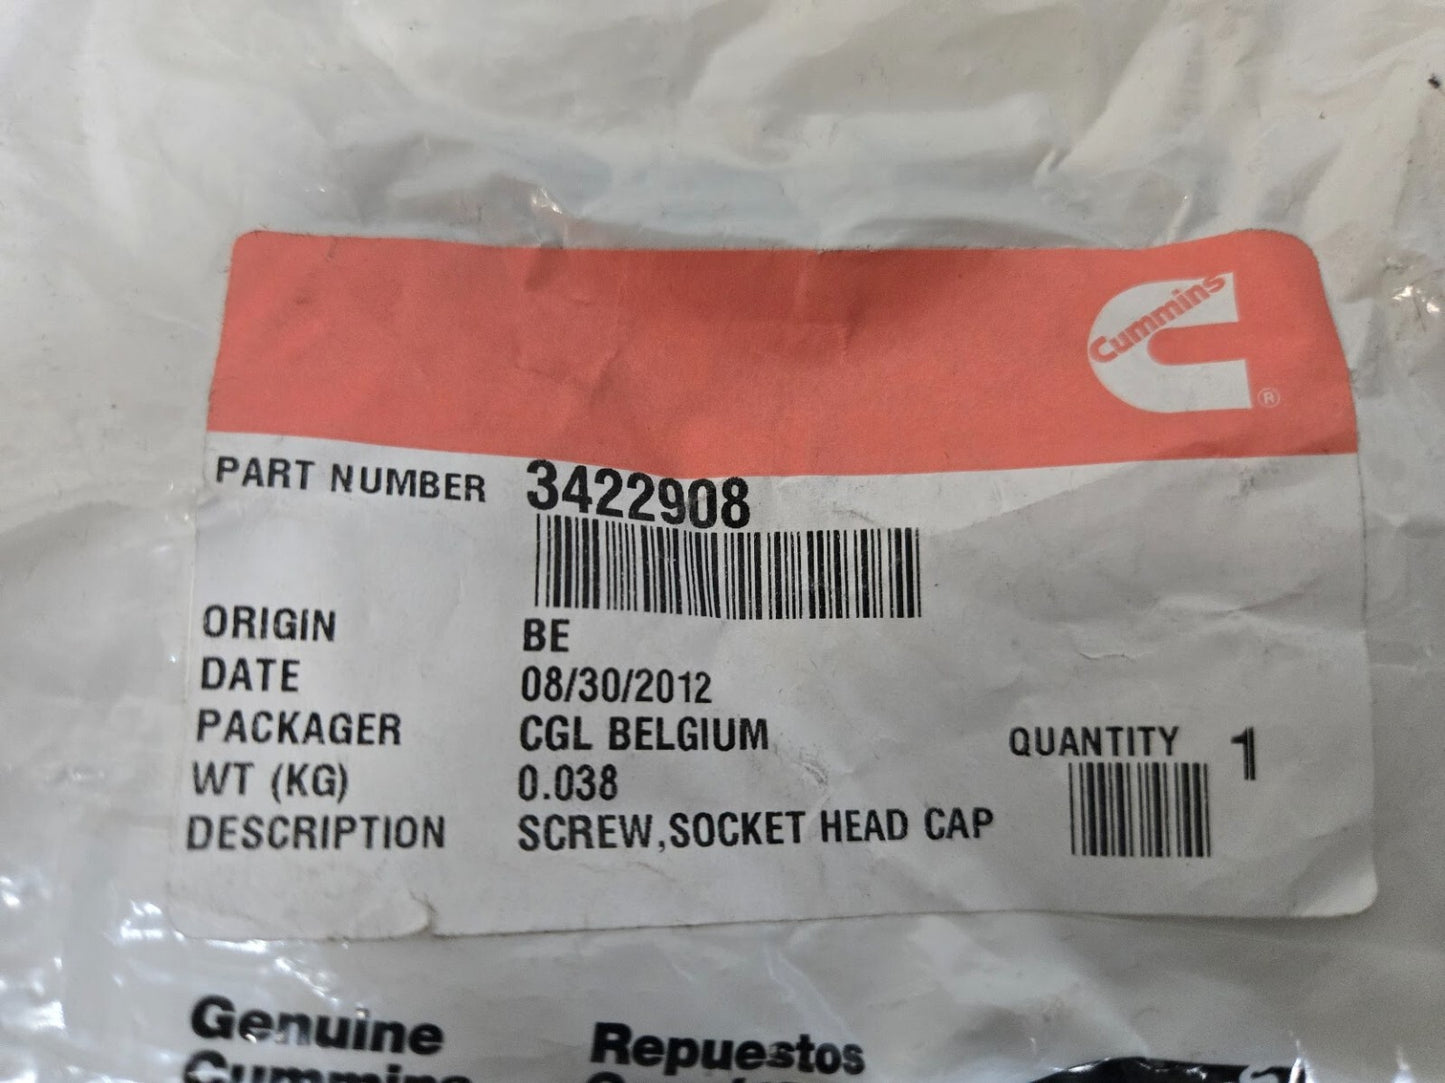 Cummins
®
PART NUMBER 3422908
ORIGIN BE
DATE 08/30/2012
PACKAGER CGL BELGIUM
WT (KG) 0.038
QUANTITY 1
DESCRIPTION SCREW,SOCKET HEAD CAP
Genuine Repuestos
Cummins